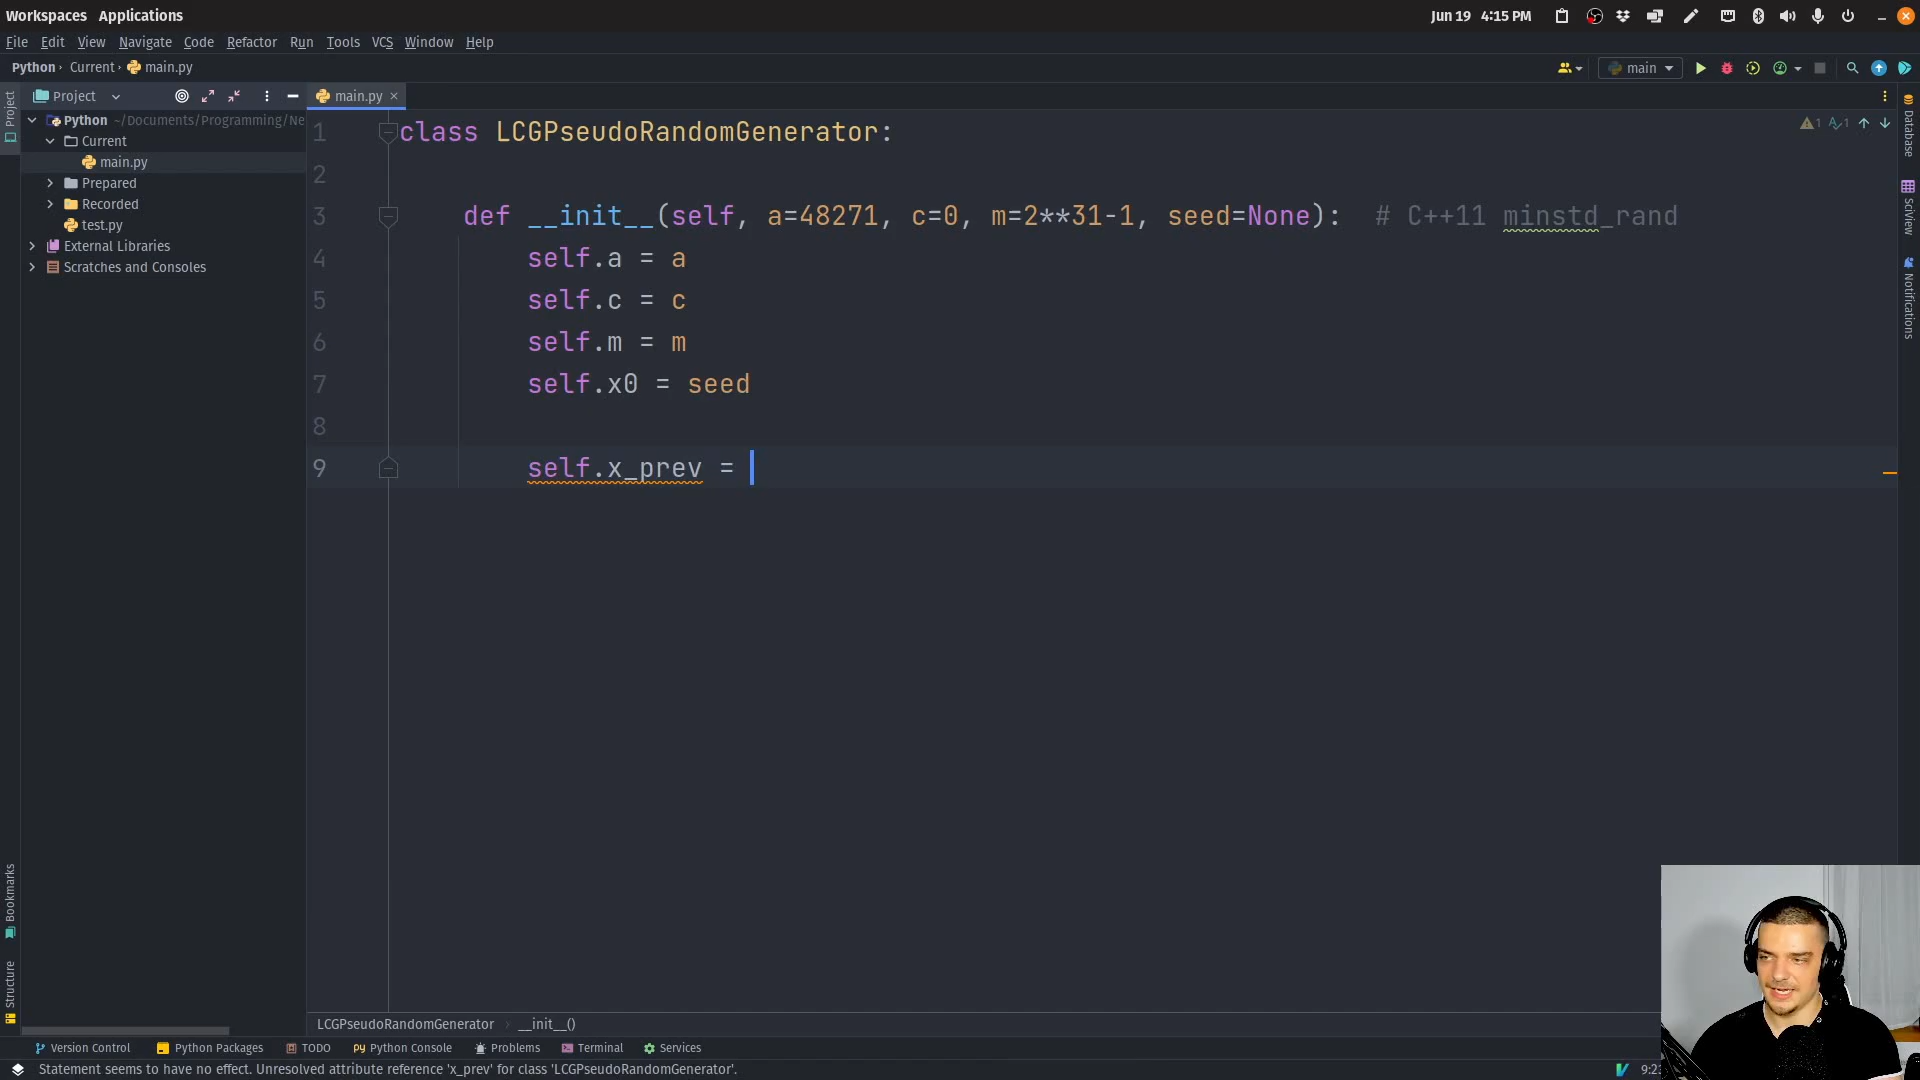 Workspaces Applications
Jun 19 4:15 PM
File Edit View Navigate Code Refactor Run Tools VCS Window Help
Python Current main.py
main
Project
main.py
Python ~/Documents/Programming/Ne
Current
main.py
Prepared
Recorded
test.py
External Libraries
Scratches and Consoles
1 class LCGPseudoRandomGenerator:
2
3 def __init__(self, a=48271, c=0, m=2**31-1, seed=None): # C++11 minstd_rand
4 self.a = a
5 self.c = c
6 self.m = m
7 self.x0 = seed
8
9 self.x_prev =
1 1
Project
Bookmarks
Structure
Database
SciView
Notifications
LCGPseudoRandomGenerator __init__()
Version Control Python Packages TODO Python Console Problems Terminal Services
Statement seems to have no effect. Unresolved attribute reference 'x_prev' for class 'LCGPseudoRandomGenerator'.